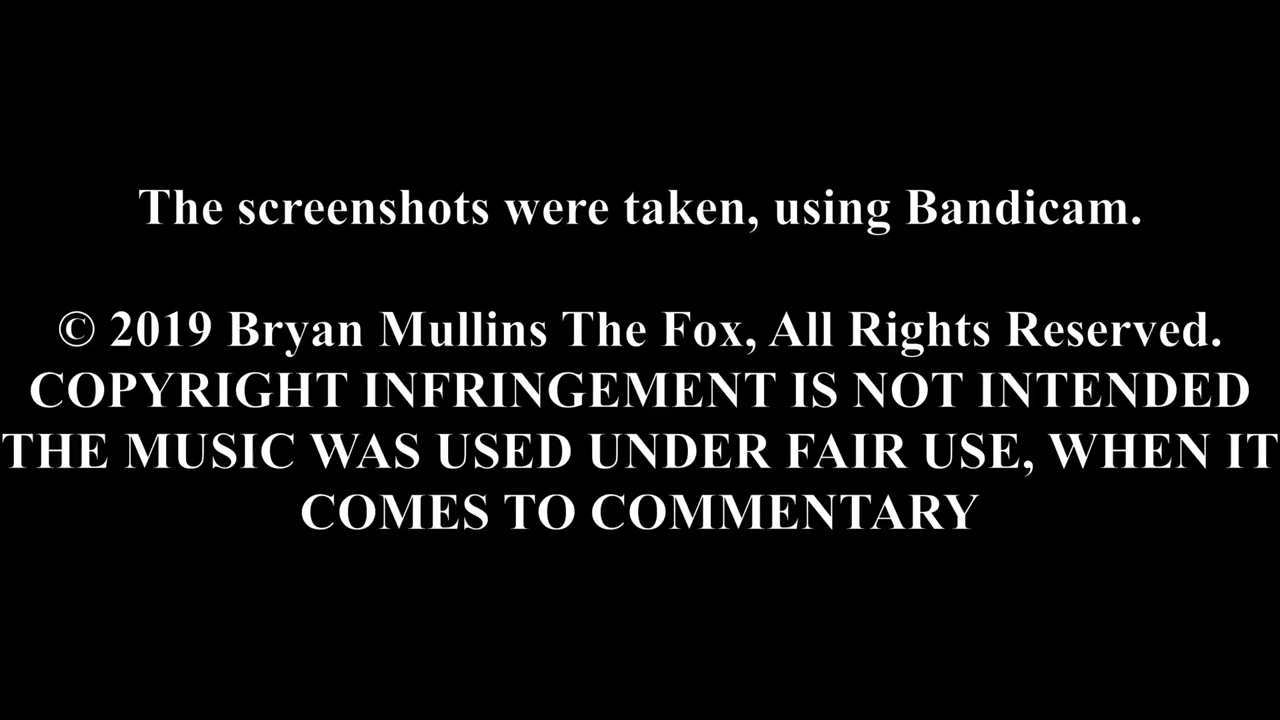 The screenshots were taken, using Bandicam.
© 2019 Bryan Mullins The Fox, All Rights Reserved.
COPYRIGHT INFRINGEMENT IS NOT INTENDED
THE MUSIC WAS USED UNDER FAIR USE, WHEN IT
COMES TO COMMENTARY